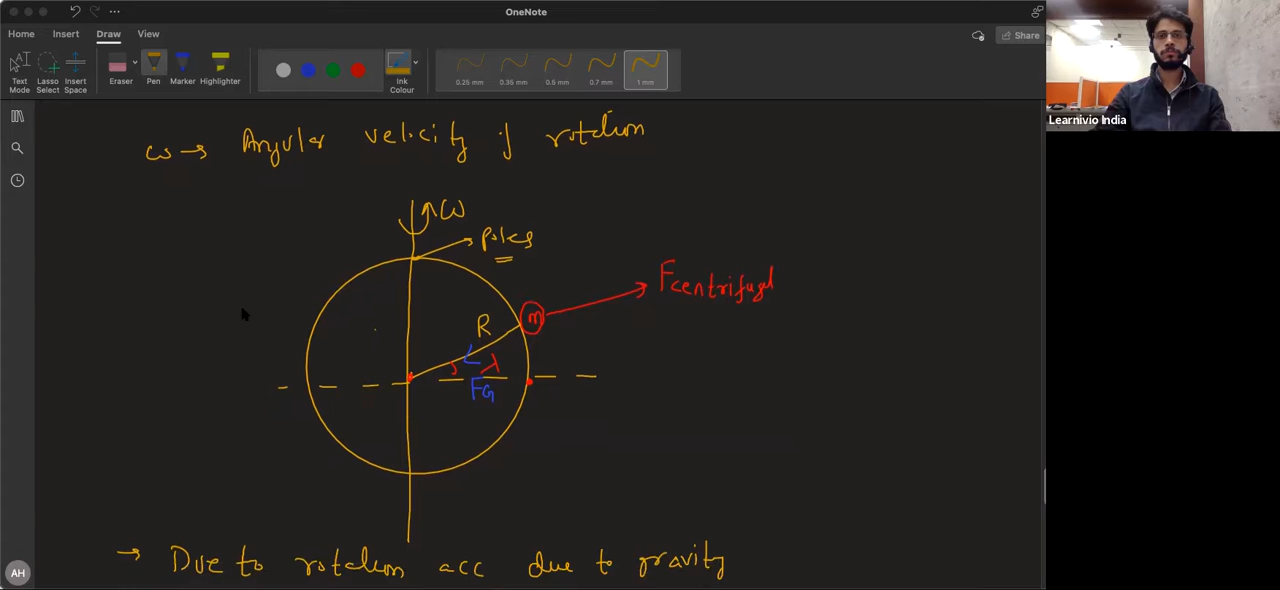 OneNote
Home Insert Draw View
Share
Text Mode
Lasso Select
Insert Space
Eraser
Pen
Marker
Highlighter
Ink Colour
0.25 mm
0.35 mm
0.5 mm
0.7 mm
1 mm
Learnivio India
ω → Angular velocity of rotation
ω
poles
Fcentrifugal
m
R
λ
FG
→ Due to rotation acc due to gravity
AH